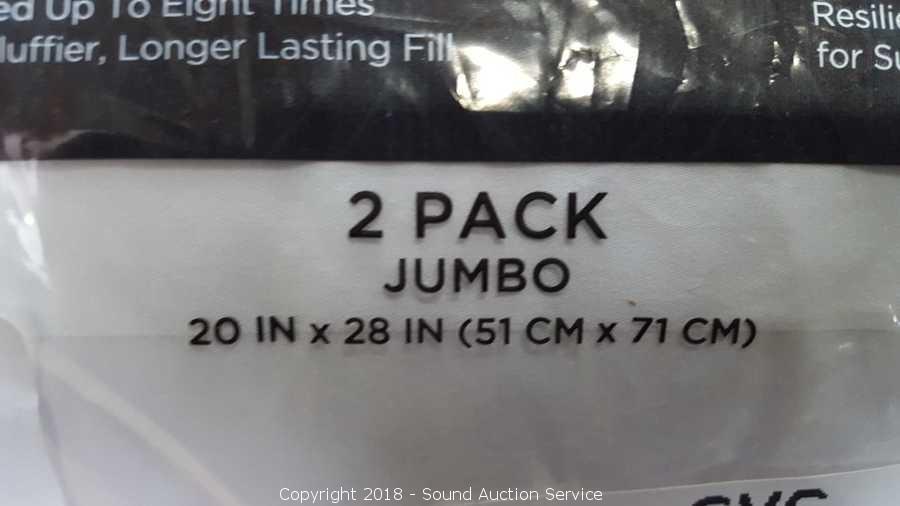 ed Up To Eight Times
luffier, Longer Lasting Fill
Resilie
for Su
2 PACK
JUMBO
20 IN x 28 IN (51 CM x 71 CM)
Copyright 2018 - Sound Auction Service